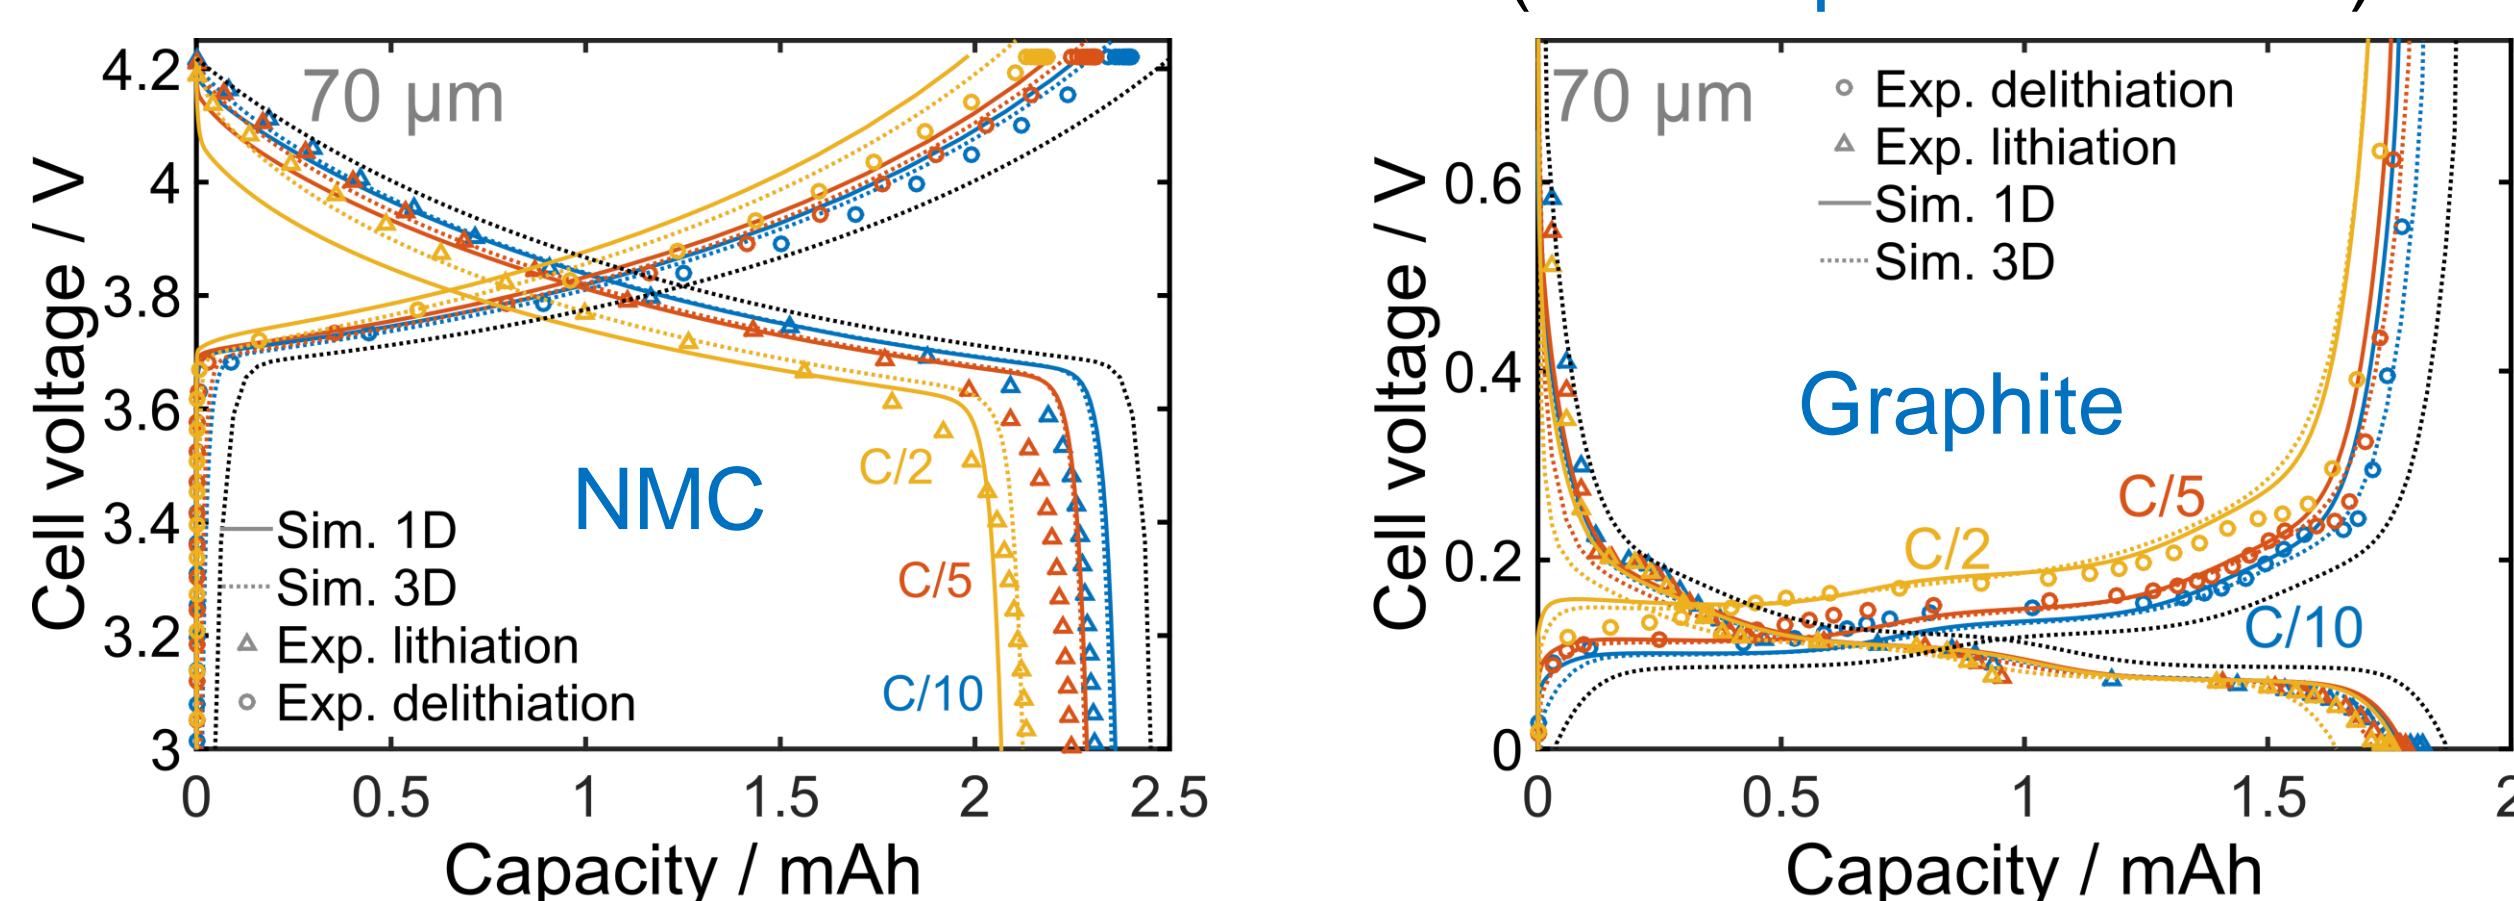 70 µm
4.2
4
3.8
3.6
3.4
3.2
3
Cell voltage / V
NMC
C/2
C/5
C/10
Sim. 1D
Sim. 3D
Exp. lithiation
Exp. delithiation
0 0.5 1 1.5 2 2.5
Capacity / mAh
70 µm
Exp. delithiation
Exp. lithiation
Sim. 1D
Sim. 3D
0.6
0.4
0.2
0
Cell voltage / V
Graphite
C/5
C/2
C/10
0 0.5 1 1.5 2
Capacity / mAh